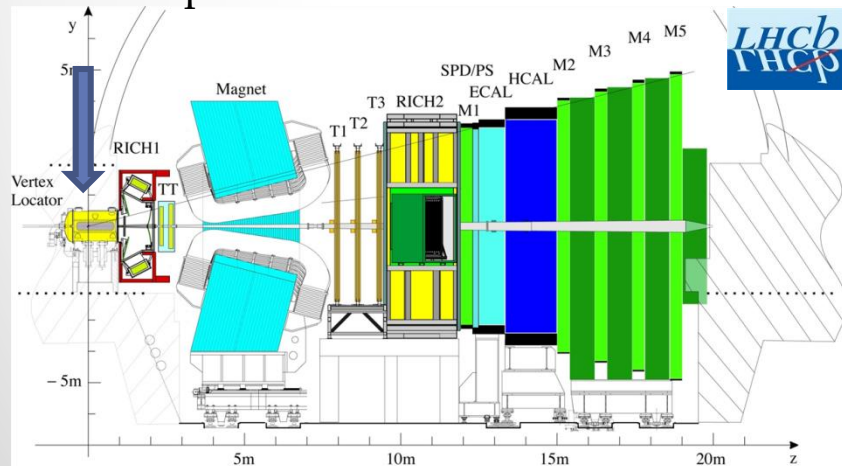 y
5m
Magnet
SPD/PS
ECAL
HCAL
M1
M2
M3
M4
M5
LHCb
LHCb
T1
T2
T3
RICH2
RICH1
Vertex
Locator
TT
− 5m
5m
10m
15m
20m
z